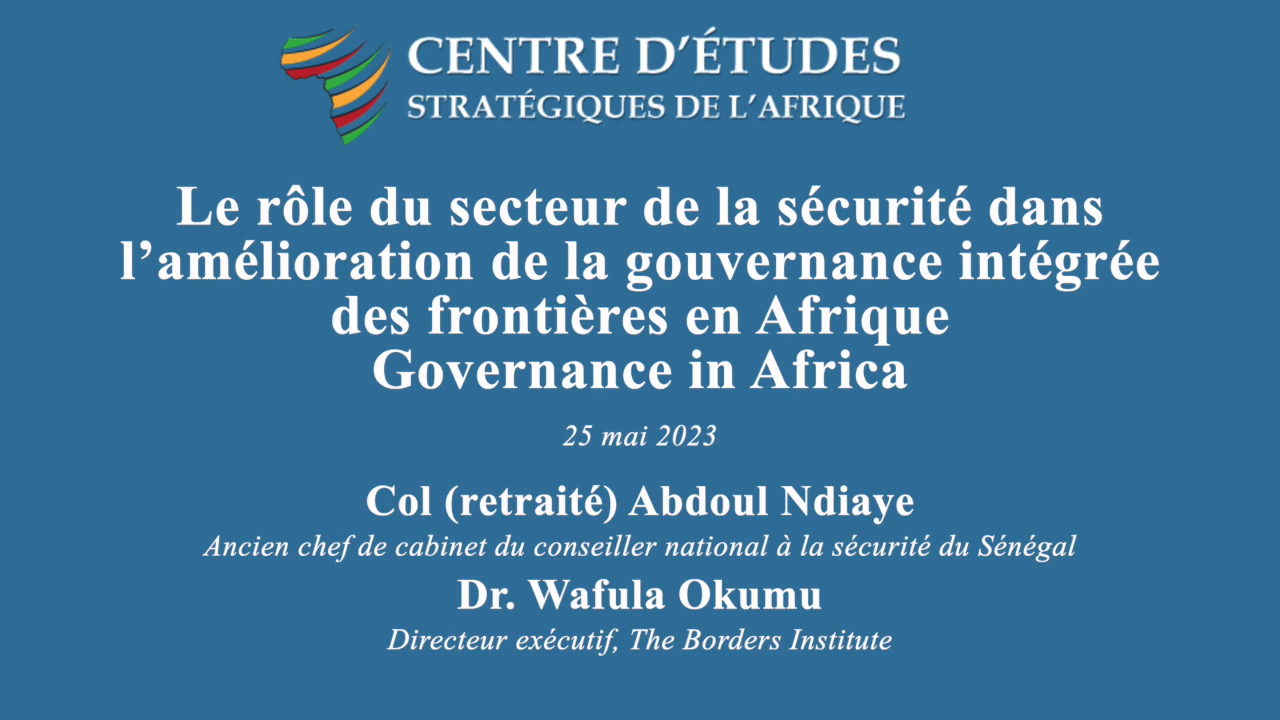 CENTRE D’ÉTUDES
STRATÉGIQUES DE L’AFRIQUE
Le rôle du secteur de la sécurité dans
l’amélioration de la gouvernance intégrée
des frontières en Afrique
Governance in Africa
25 mai 2023
Col (retraité) Abdoul Ndiaye
Ancien chef de cabinet du conseiller national à la sécurité du Sénégal
Dr. Wafula Okumu
Directeur exécutif, The Borders Institute